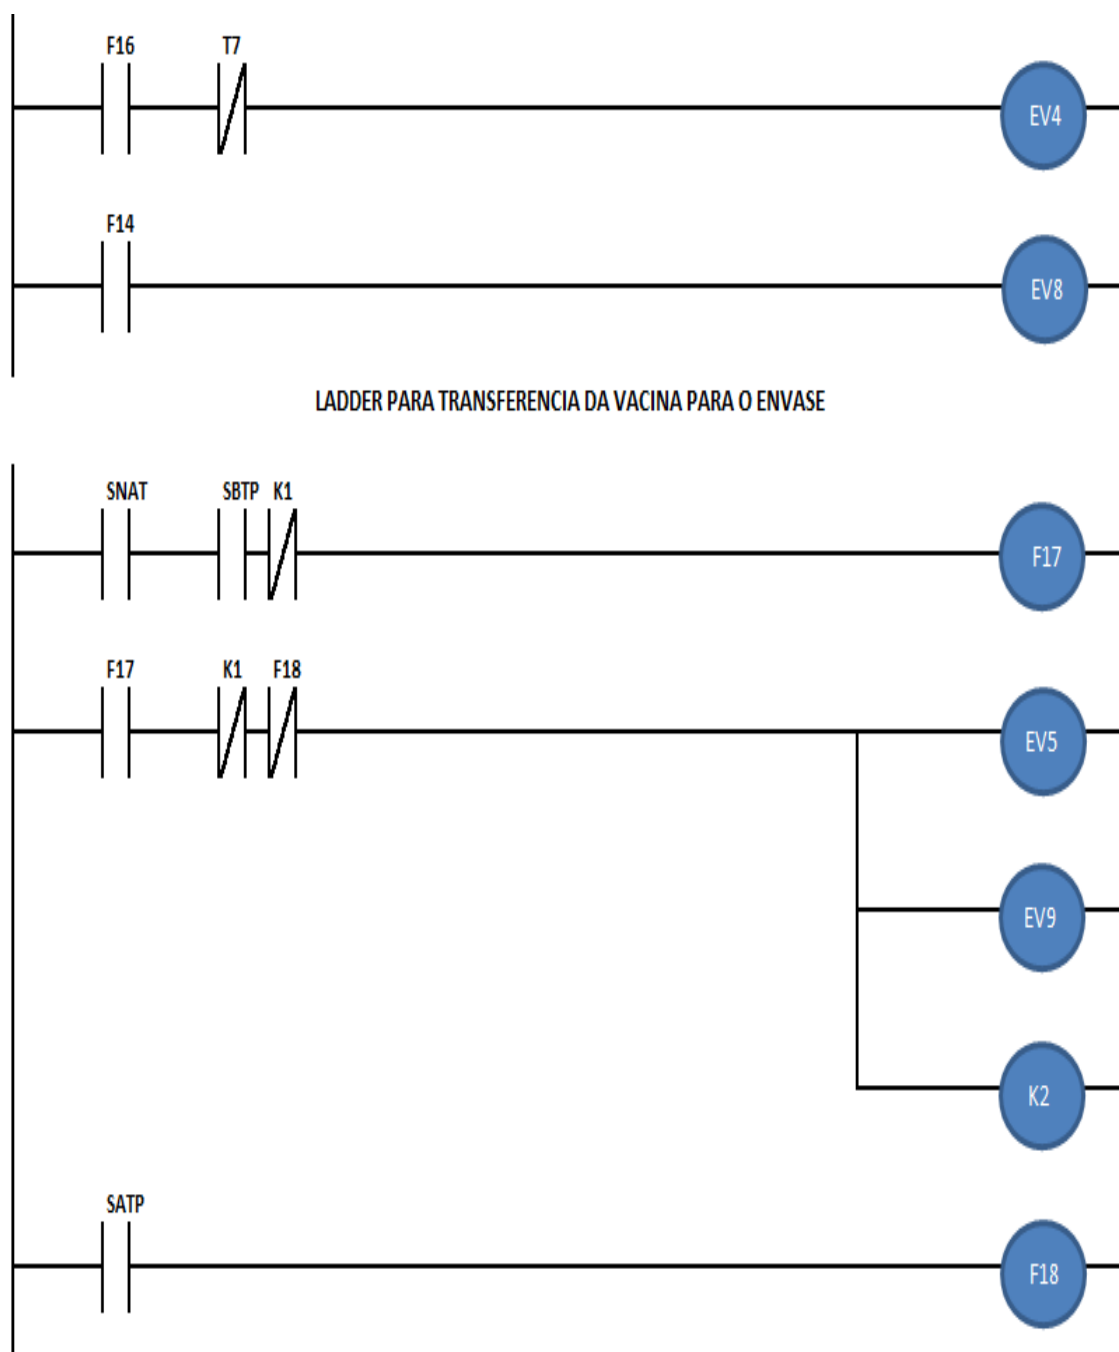 F16 T7
EV4
F14
EV8
LADDER PARA TRANSFERENCIA DA VACINA PARA O ENVASE
SNAT SBTP K1
F17
F17 K1 F18
EV5
EV9
K2
SATP
F18